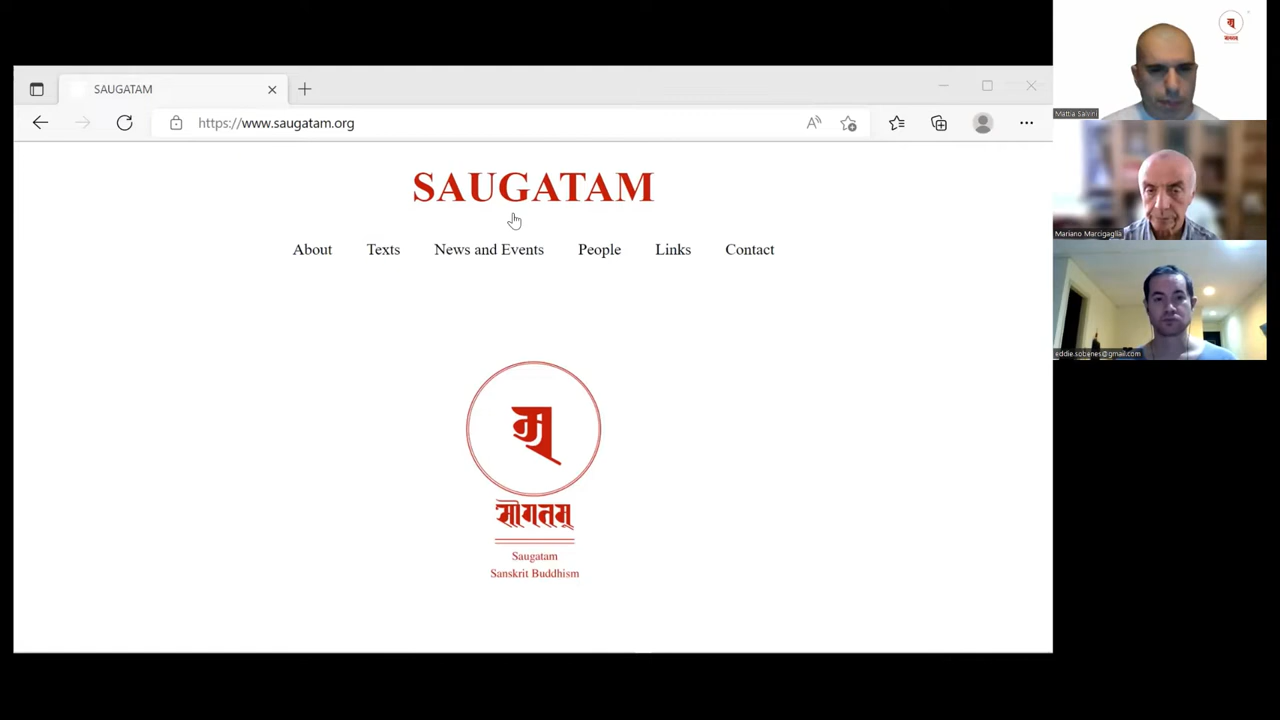 SAUGATAM
https://www.saugatam.org
SAUGATAM
About Texts News and Events People Links Contact
सौगतम्
Saugatam
Sanskrit Buddhism
Mattia Salvini
Mariano Marcigaglia
eddie.sobenes@gmail.com